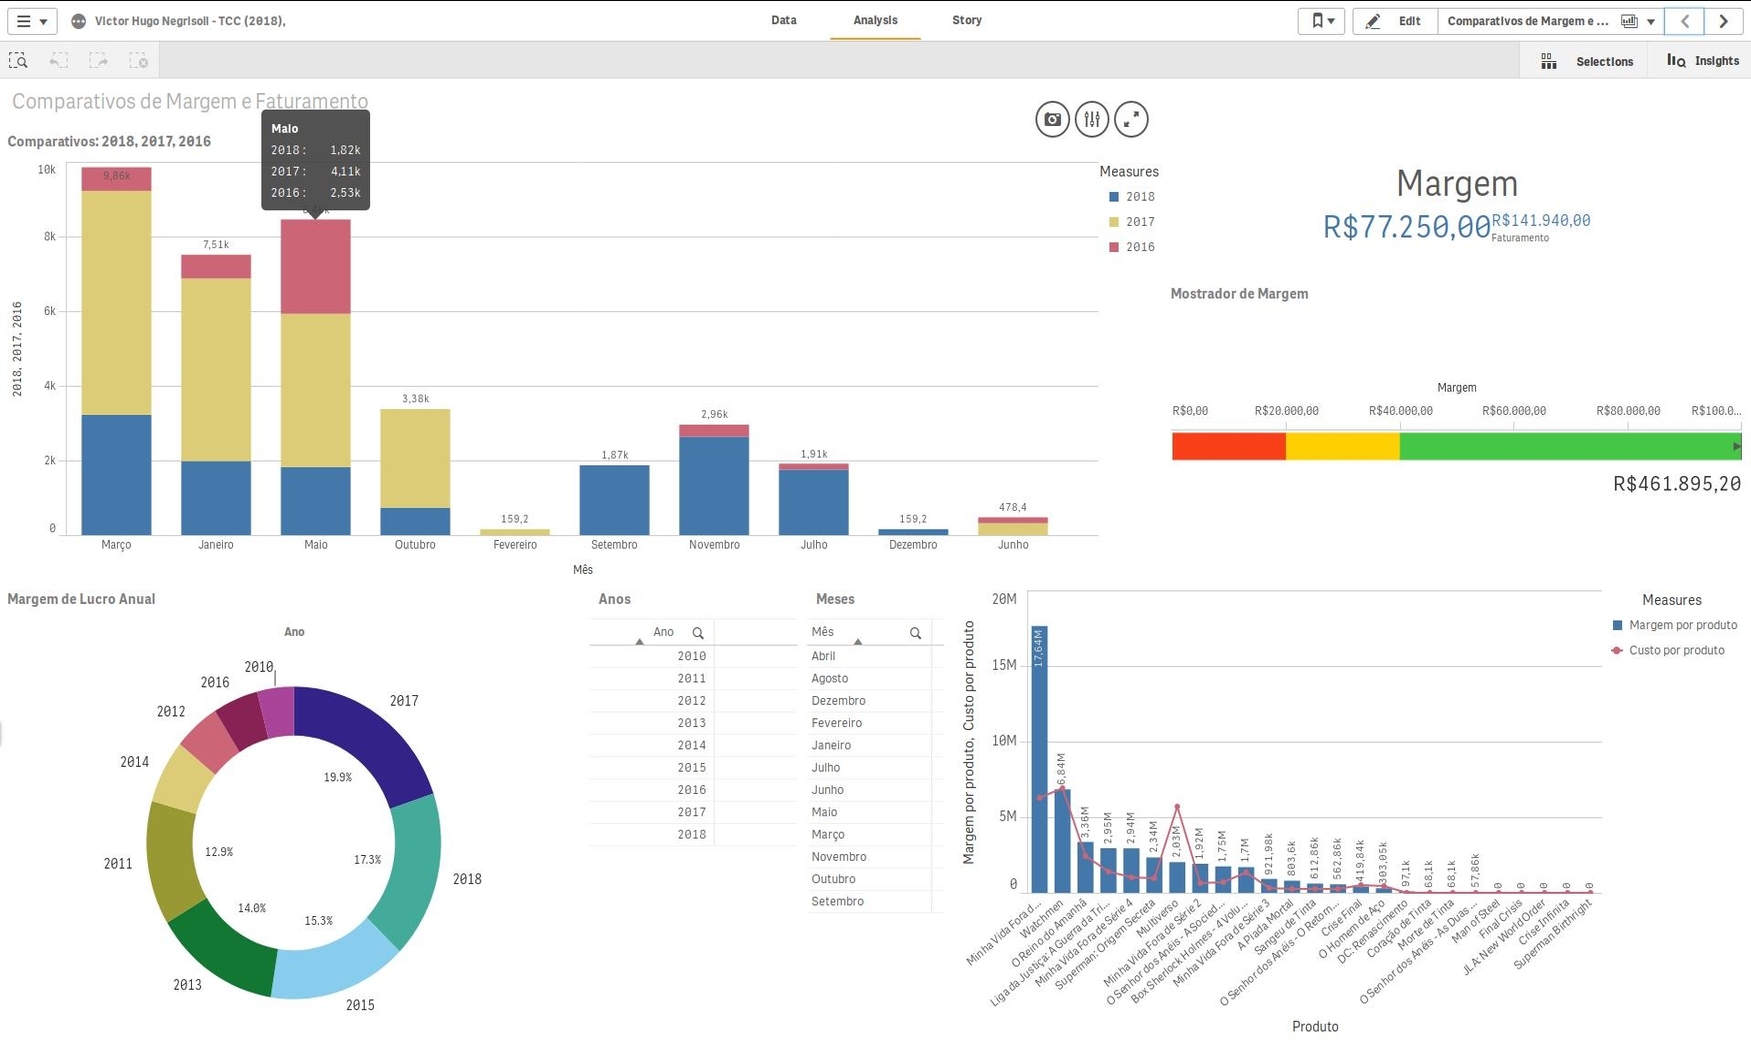 Victor Hugo Negrisoli - TCC (2018),
Data
Analysis
Story
Edit
Comparativos de Margem e ...
Selections
Insights
Comparativos de Margem e Faturamento
Comparativos: 2018, 2017, 2016
Maio
2018: 1,82k
2017: 4,11k
2016: 2,53k
2018, 2017, 2016
10k
8k
6k
4k
2k
0
9,86k
7,51k
3,38k
159,2
1,87k
2,96k
1,91k
159,2
478,4
Março
Janeiro
Maio
Outubro
Fevereiro
Setembro
Novembro
Julho
Dezembro
Junho
Mês
Measures
2018
2017
2016
Margem
R$77.250,00
R$141.940,00
Faturamento
Mostrador de Margem
Margem
R$0,00
R$20.000,00
R$40.000,00
R$60.000,00
R$80.000,00
R$100.0...
R$461.895,20
Margem de Lucro Anual
Ano
2010
2016
2012
2014
2011
2013
2015
2018
2017
19.9%
17.3%
15.3%
14.0%
12.9%
Anos
Ano
2010
2011
2012
2013
2014
2015
2016
2017
2018
Meses
Mês
Abril
Agosto
Dezembro
Fevereiro
Janeiro
Julho
Junho
Maio
Março
Novembro
Outubro
Setembro
Margem por produto, Custo por produto
20M
15M
10M
5M
0
17,64M
6,84M
3,36M
2,95M
2,94M
2,34M
2,03M
1,92M
1,75M
1,7M
921,98k
803,6k
612,86k
562,86k
419,84k
303,05k
97,1k
68,1k
68,1k
57,86k
0
0
0
0
0
Minha Vida Fora d...
Watchmen
O Reino do Amanhã
Liga da Justiça: A Guerra da Tri...
Minha Vida Fora de Série 4
Superman: Origem Secreta
Multiverso
Minha Vida Fora de Série 2
O Senhor dos Anéis - A Socied...
Box Sherlock Holmes - 4 Volu...
Minha Vida Fora de Série 3
A Piada Mortal
Sangue de Tinta
O Senhor dos Anéis - O Retorn...
Crise Final
O Homem de Aço
DC: Renascimento
Coração de Tinta
Morte de Tinta
O Senhor dos Anéis - As Duas ...
Man of Steel
Final Crisis
JLA: New World Order
Crise Infinita
Superman Birthright
Produto
Measures
Margem por produto
Custo por produto